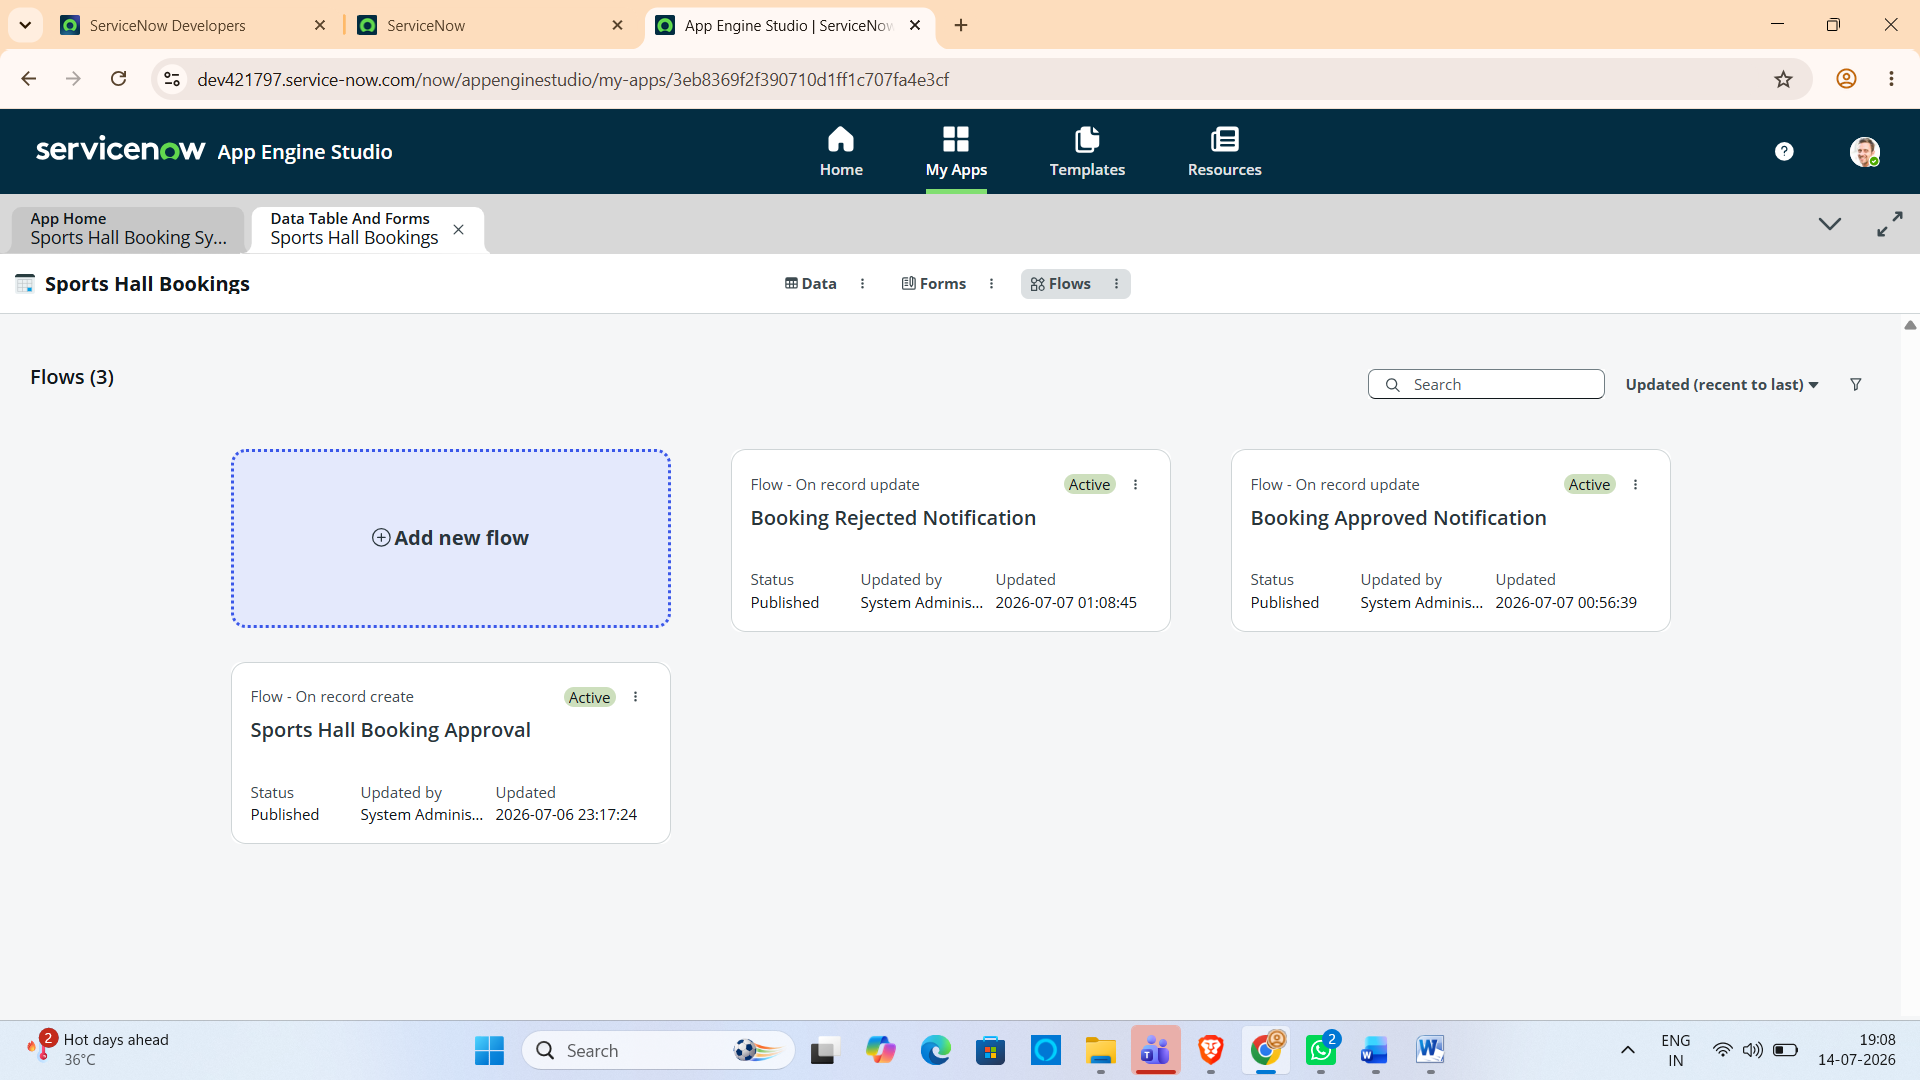 ServiceNow Developers
ServiceNow
App Engine Studio | ServiceNow
dev421797.service-now.com/now/appenginestudio/my-apps/3eb8369f2f390710d1ff1c707fa4e3cf
servicenow App Engine Studio
Home
My Apps
Templates
Resources
App Home
Sports Hall Booking Sy...
Data Table And Forms
Sports Hall Bookings
Sports Hall Bookings
Data
Forms
Flows
Flows (3)
Search
Updated (recent to last)
Add new flow
Flow - On record update
Active
Booking Rejected Notification
Status
Updated by
Updated
Published
System Adminis...
2026-07-07 01:08:45
Flow - On record update
Active
Booking Approved Notification
Status
Updated by
Updated
Published
System Adminis...
2026-07-07 00:56:39
Flow - On record create
Active
Sports Hall Booking Approval
Status
Updated by
Updated
Published
System Adminis...
2026-07-06 23:17:24
2
Hot days ahead
36°C
Search
2
ENG
IN
19:08
14-07-2026